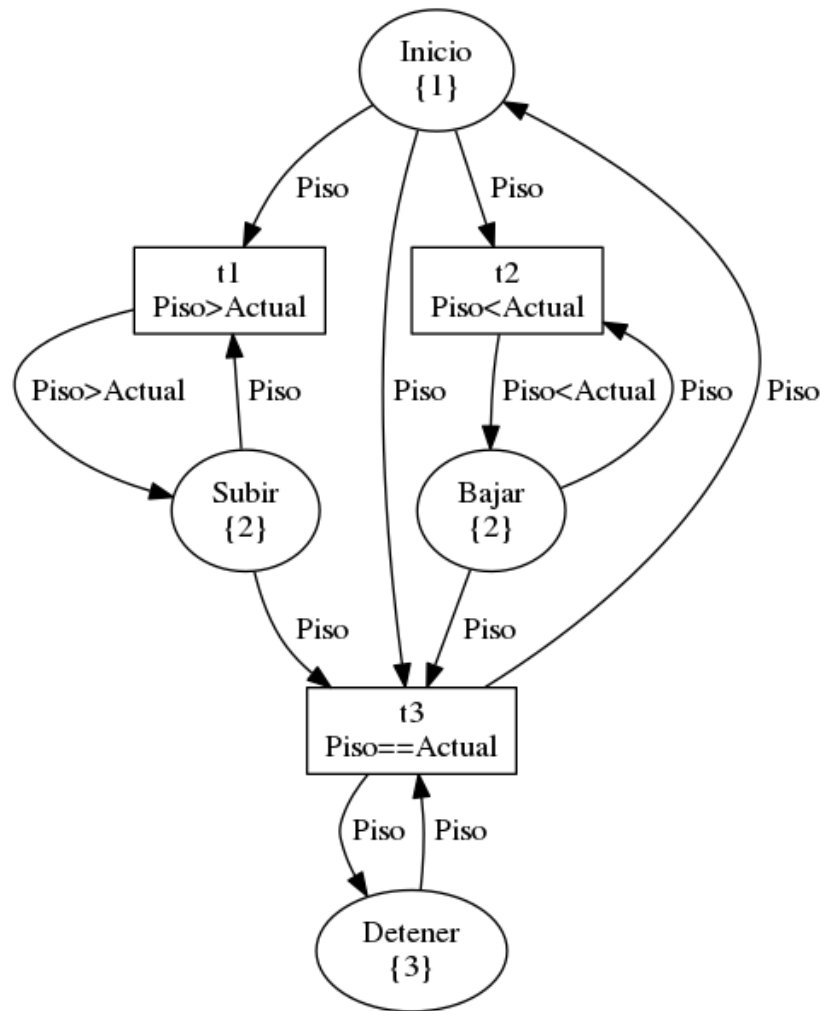 Inicio
{1}
Piso
Piso
t1
Piso>Actual
t2
Piso<Actual
Piso>Actual
Piso
Piso
Piso<Actual
Piso
Piso
Subir
{2}
Bajar
{2}
Piso
Piso
t3
Piso==Actual
Piso
Piso
Detener
{3}